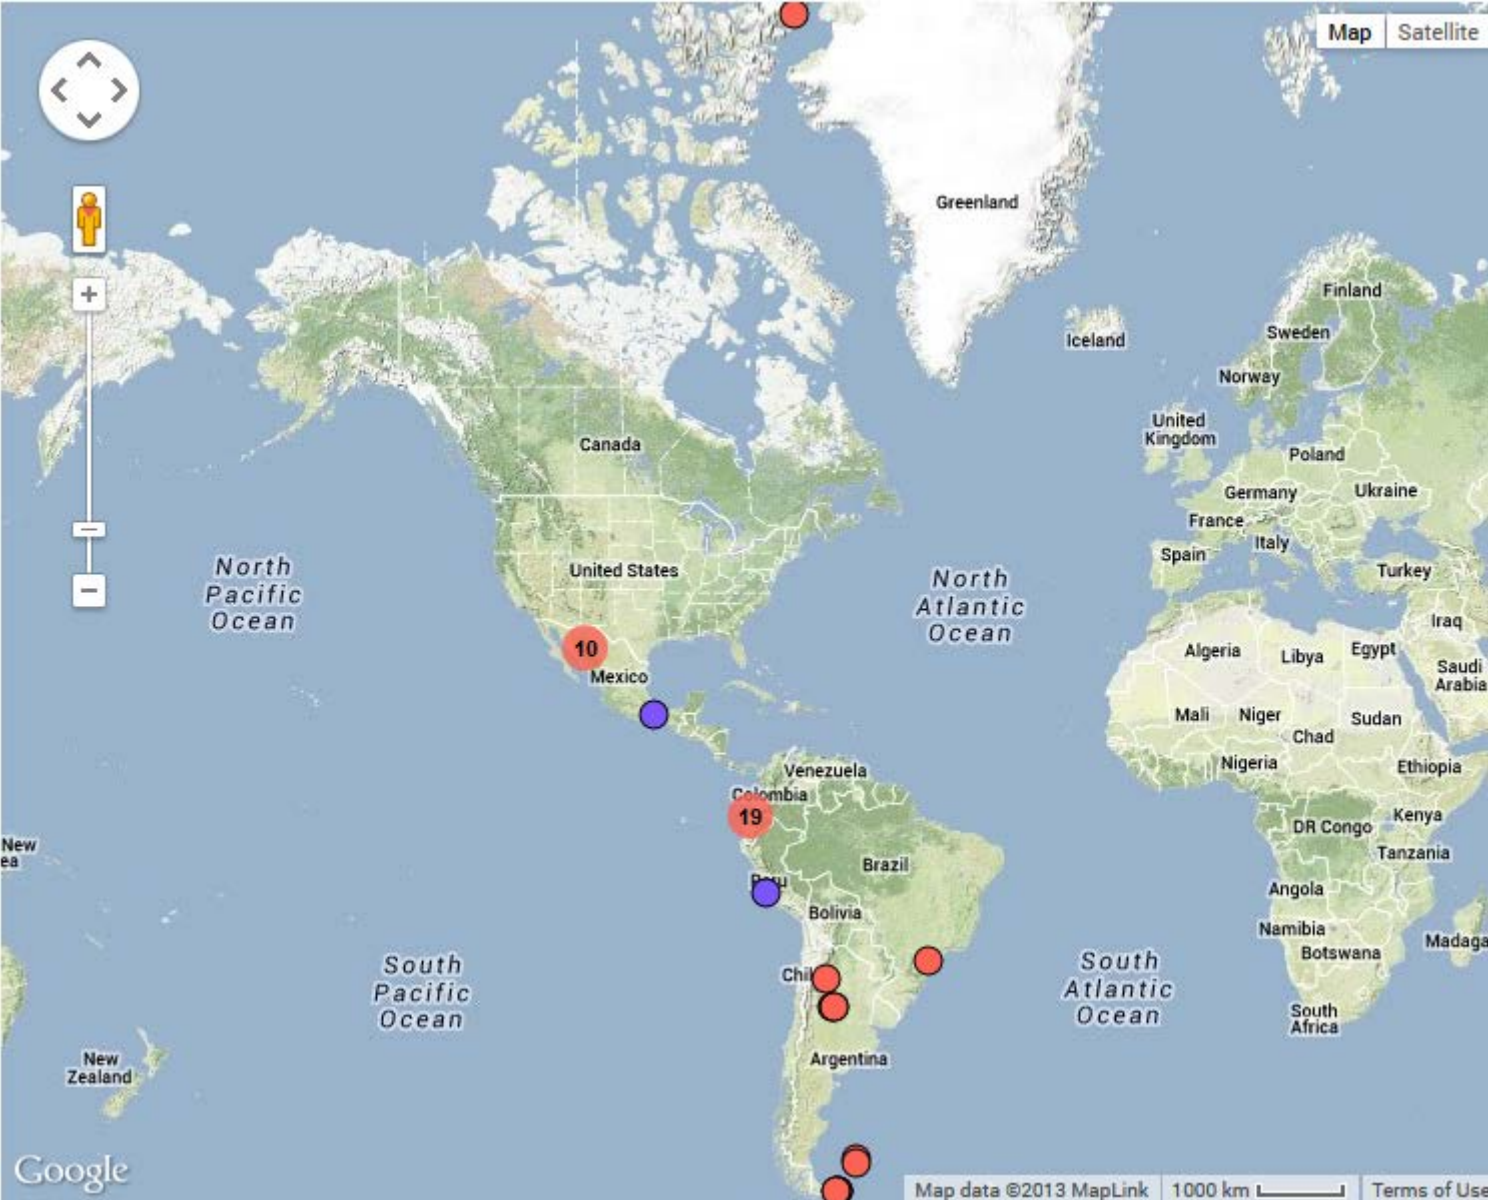 Map
Satellite
Greenland
Finland
Iceland
Sweden
Norway
Canada
United
Kingdom
Poland
Germany
Ukraine
France
Italy
Spain
Turkey
United States
North
Pacific
Ocean
North
Atlantic
Ocean
Iraq
Algeria
Libya
Egypt
Saudi
Arabia
10
Mexico
Mali
Niger
Sudan
Chad
Nigeria
Ethiopia
Venezuela
Colombia
19
DR Congo
Kenya
Tanzania
New
ea
Brazil
Peru
Angola
Bolivia
Namibia
Botswana
Madaga
South
Pacific
Ocean
Chil
South
Atlantic
Ocean
South
Africa
New
Zealand
Argentina
Google
Map data ©2013 MapLink
1000 km
Terms of Use